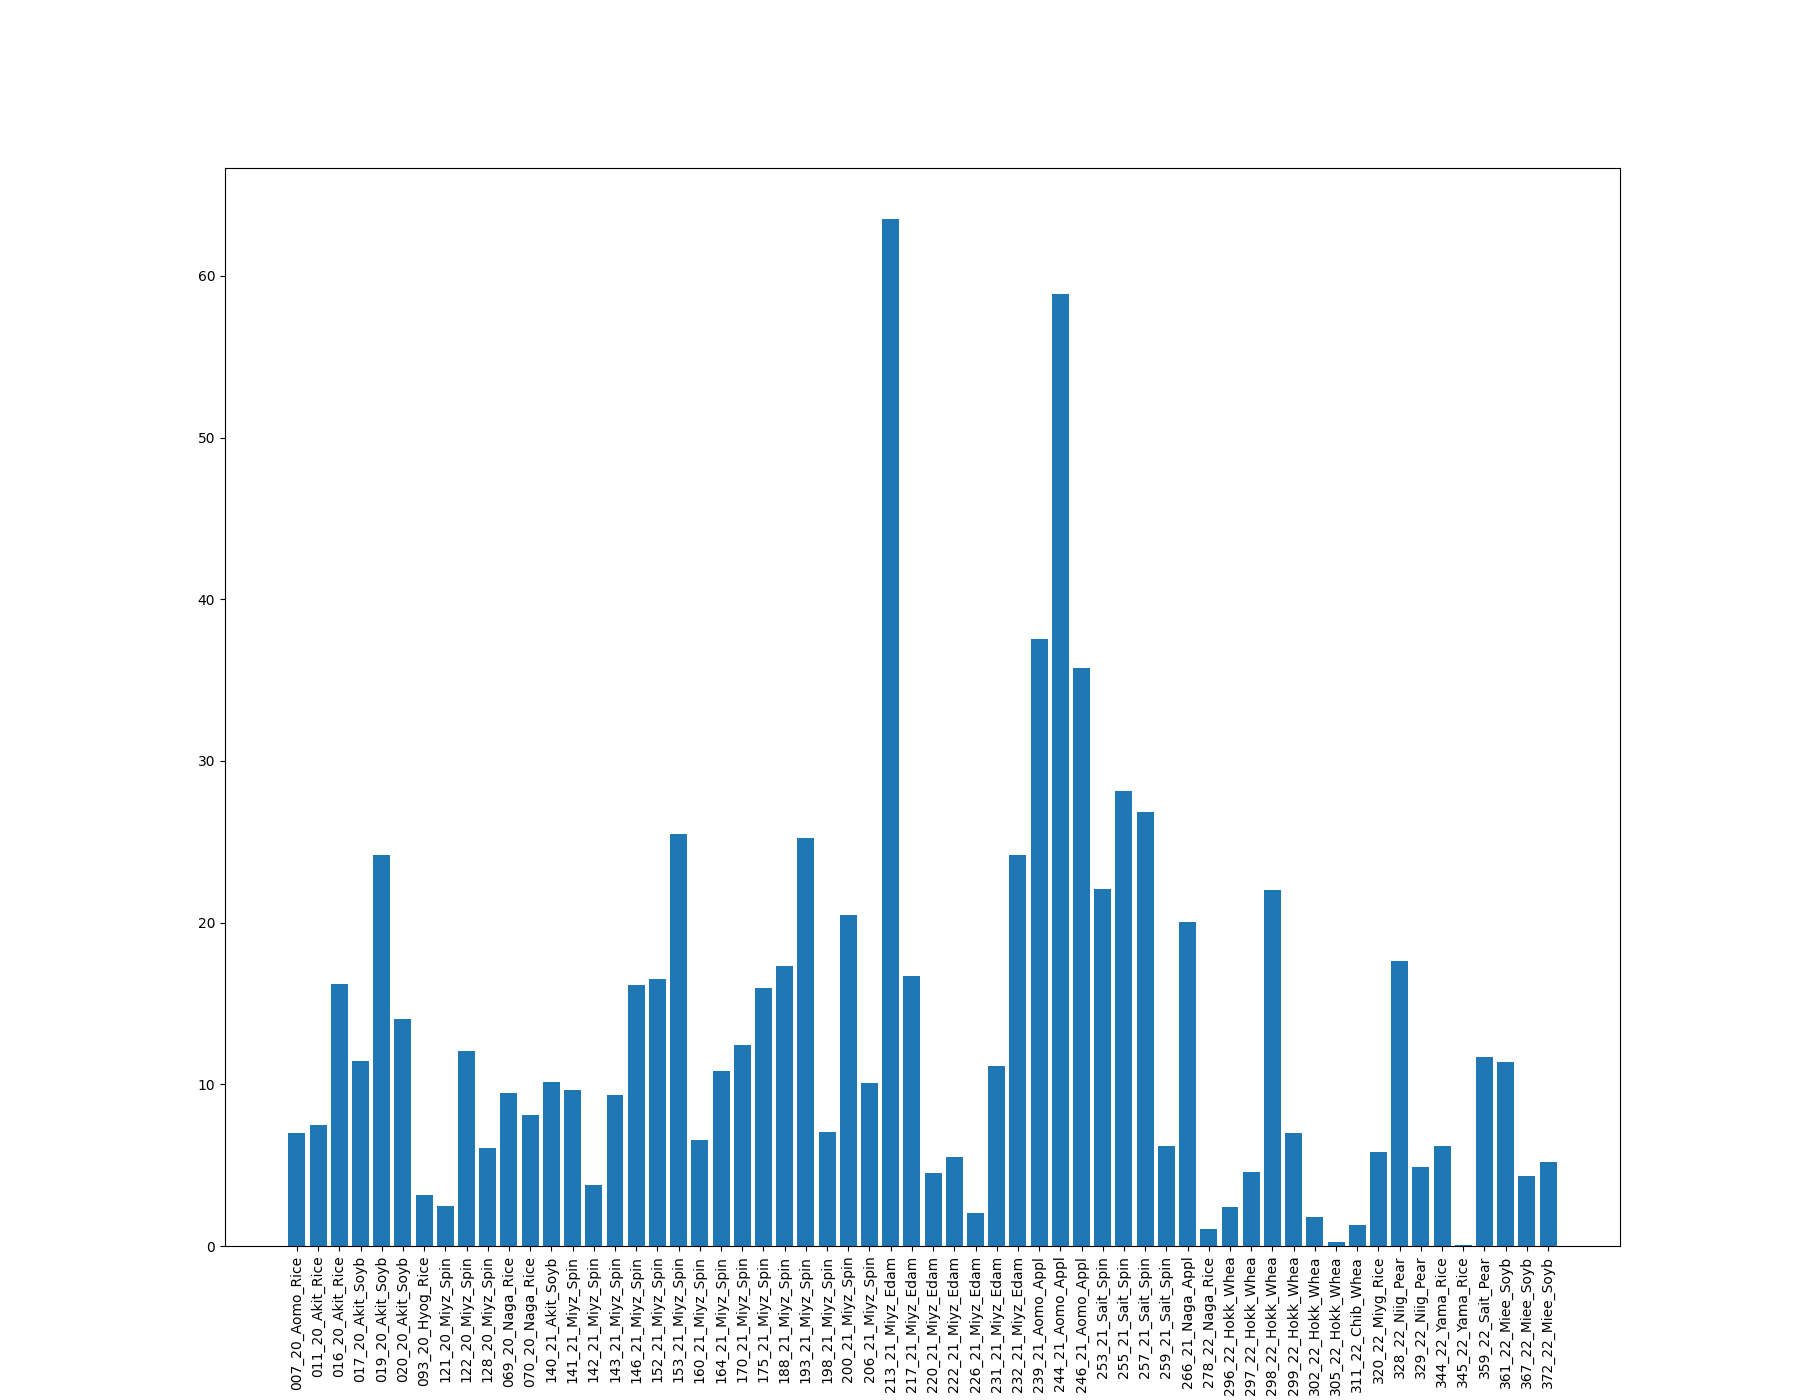 60
50
40
30
20
10
0
007_20_Aomo_Rice
011_20_Akit_Rice
016_20_Akit_Rice
017_20_Akit_Soyb
019_20_Akit_Soyb
020_20_Akit_Soyb
093_20_Hyog_Rice
121_20_Miyz_Spin
122_20_Miyz_Spin
128_20_Miyz_Spin
069_20_Naga_Rice
070_20_Naga_Rice
140_21_Akit_Soyb
141_21_Miyz_Spin
142_21_Miyz_Spin
143_21_Miyz_Spin
146_21_Miyz_Spin
152_21_Miyz_Spin
153_21_Miyz_Spin
160_21_Miyz_Spin
164_21_Miyz_Spin
170_21_Miyz_Spin
175_21_Miyz_Spin
188_21_Miyz_Spin
193_21_Miyz_Spin
198_21_Miyz_Spin
200_21_Miyz_Spin
206_21_Miyz_Spin
213_21_Miyz_Edam
217_21_Miyz_Edam
220_21_Miyz_Edam
222_21_Miyz_Edam
226_21_Miyz_Edam
231_21_Miyz_Edam
232_21_Miyz_Edam
239_21_Aomo_Appl
244_21_Aomo_Appl
246_21_Aomo_Appl
253_21_Sait_Spin
255_21_Sait_Spin
257_21_Sait_Spin
259_21_Sait_Spin
266_21_Naga_Appl
278_22_Naga_Rice
296_22_Hokk_Whea
297_22_Hokk_Whea
298_22_Hokk_Whea
299_22_Hokk_Whea
302_22_Hokk_Whea
305_22_Hokk_Whea
311_22_Chib_Whea
320_22_Miyg_Rice
328_22_Niig_Pear
329_22_Niig_Pear
344_22_Yama_Rice
345_22_Yama_Rice
359_22_Sait_Pear
361_22_Miee_Soyb
367_22_Miee_Soyb
372_22_Miee_Soyb